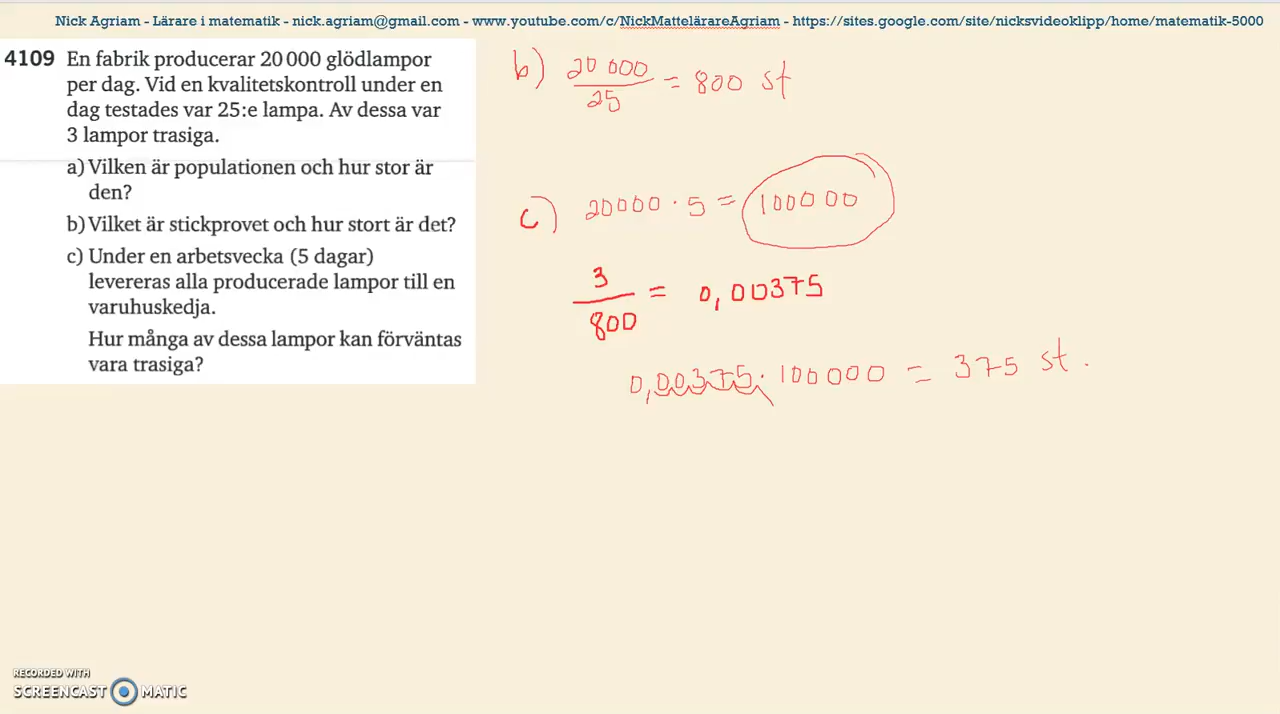 Nick Agriam - Lärare i matematik - nick.agriam@gmail.com - www.youtube.com/c/NickMattelärareAgriam - https://sites.google.com/site/nicksvideoklipp/home/matematik-5000
4109 En fabrik producerar 20 000 glödlampor
per dag. Vid en kvalitetskontroll under en
dag testades var 25:e lampa. Av dessa var
3 lampor trasiga.
a) Vilken är populationen och hur stor är
den?
b) Vilket är stickprovet och hur stort är det?
c) Under en arbetsvecka (5 dagar)
levereras alla producerade lampor till en
varuhuskedja.
Hur många av dessa lampor kan förväntas
vara trasiga?
b) 20 000 / 25 = 800 st
c) 20000 · 5 = 100000
3 / 800 = 0,00375
0,00375 · 100000 = 375 st.
RECORDED WITH
SCREENCAST MATIC